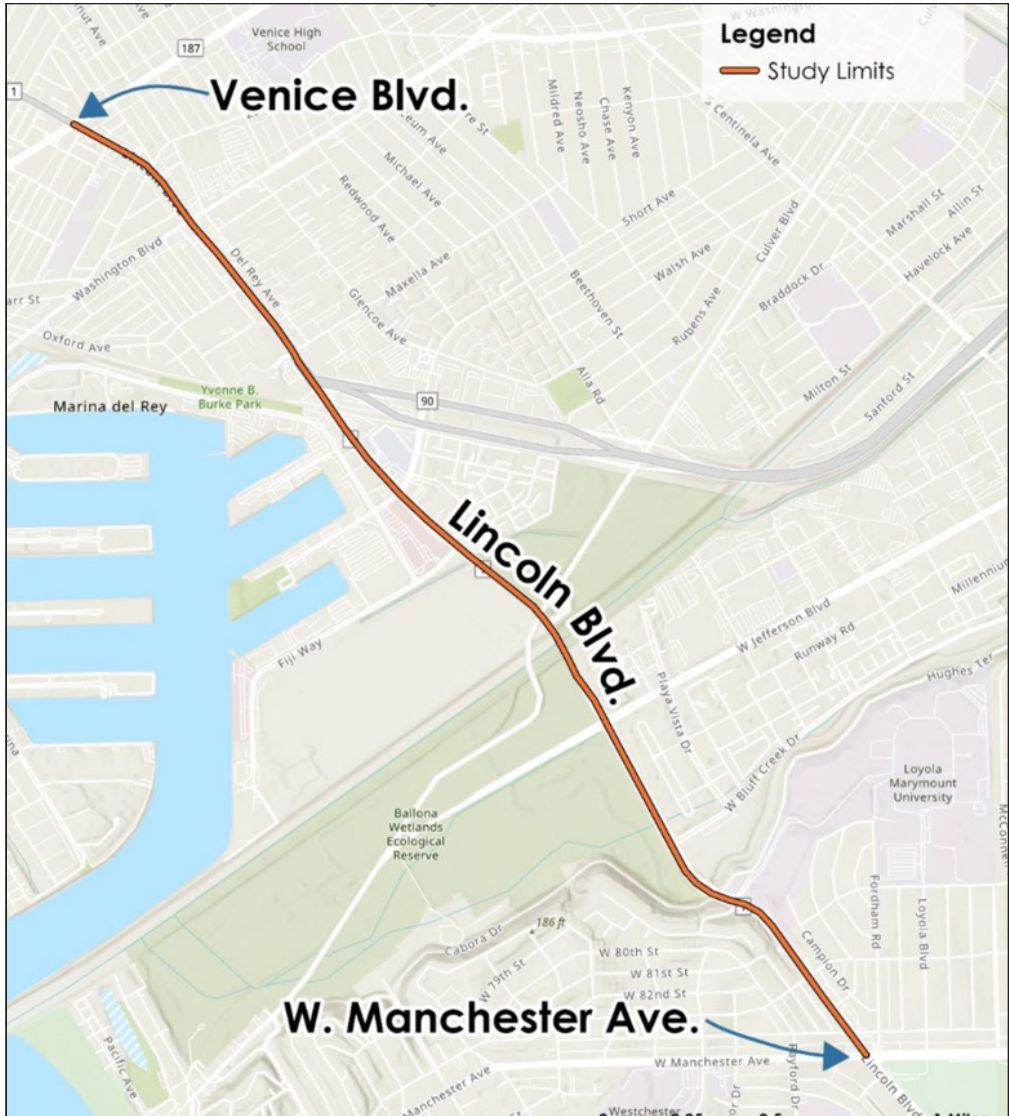 Legend
Study Limits
Venice High
School
187
1
Venice Blvd.
Mildred Ave
Neosho Ave
Chase Ave
Kenyon Ave
S Centinela Ave
Michael Ave
Redwood Ave
Short Ave
Marshall St
Allin St
Culver Blvd
Havelock Ave
Washington Blvd
Del Rey Ave
Maxella Ave
Walsh Ave
Braddock Dr
Glencoe Ave
Beethoven St
Rubens Ave
Oxford Ave
Yvonne B.
Burke Park
Marina del Rey
90
Alla Rd
Milton St
Sanford St
Lincoln Blvd.
Fiji Way
W Jefferson Blvd
Runway Rd
Hughes Ter
Playa Vista Dr
W Bluff Creek Dr
Loyola
Marymount
University
Ballona
Wetlands
Ecological
Reserve
186 ft
Cabora Dr
W 79th St
W 80th St
W 81st St
W 82nd St
Campion Dr
Fordham Rd
Loyola Blvd
W. Manchester Ave.
W Manchester Ave
Lincoln Blvd
Pacific Ave
Manchester Ave
Rayford Dr
Westchester